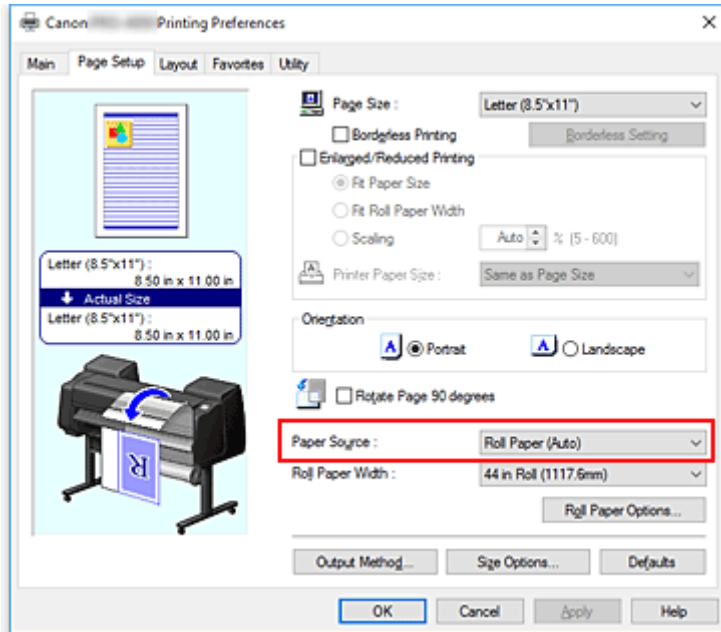 Canon Printing Preferences
Main Page Setup Layout Favorites Utility
Page Size : Letter (8.5"x11")
Borderless Printing Borderless Setting
Enlarged/Reduced Printing
Fit Paper Size
Fit Roll Paper Width
Scaling Auto % (5 - 600)
Printer Paper Size : Same as Page Size
Letter (8.5"x11") :
8.50 in x 11.00 in
Actual Size
Letter (8.5"x11") :
8.50 in x 11.00 in
Orientation
A Portrait A Landscape
Rotate Page 90 degrees
Paper Source : Roll Paper (Auto)
Roll Paper Width : 44 in Roll (1117.6mm)
Roll Paper Options...
R
Output Method... Size Options... Defaults
OK Cancel Apply Help